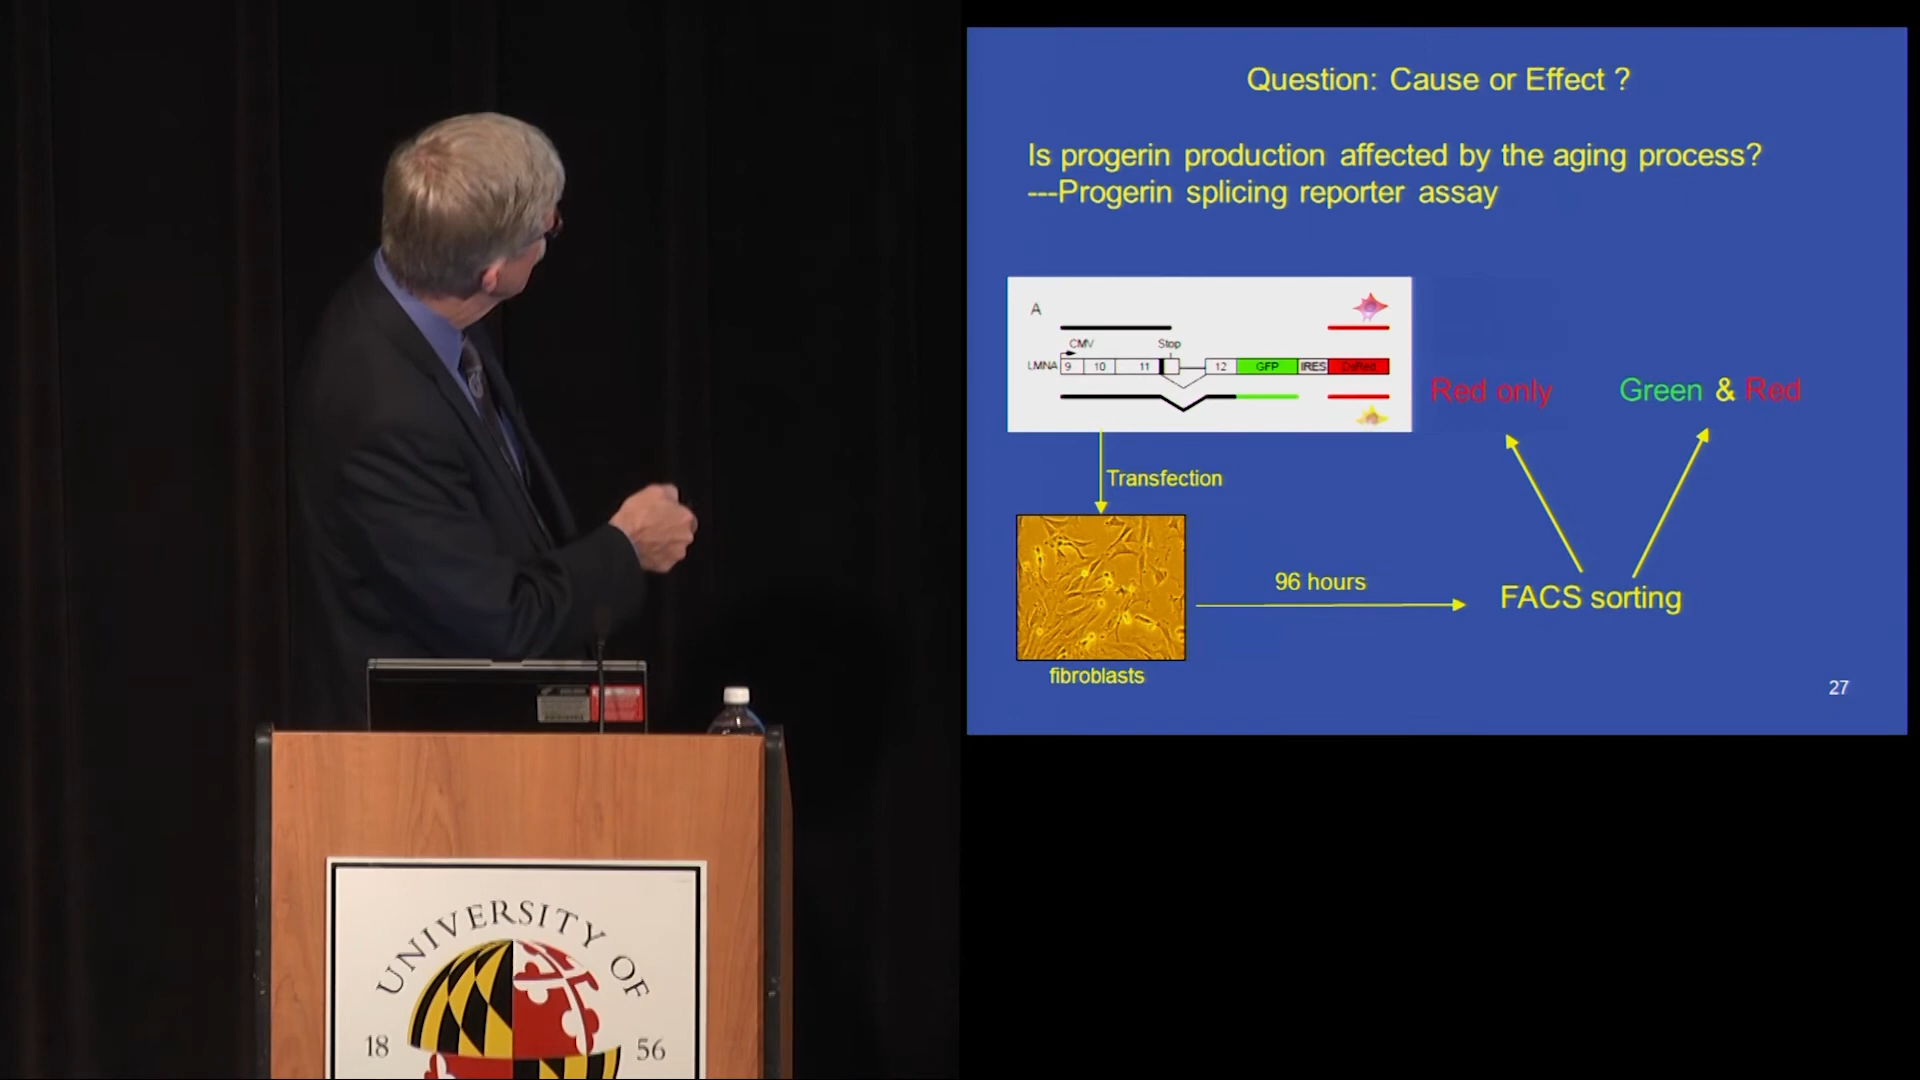 Question: Cause or Effect ?
Is progerin production affected by the aging process?
---Progerin splicing reporter assay
A
CMV
Stop
LMNA 9 10 11 12 GFP IRES DsRed
Red only
Green & Red
Transfection
96 hours
FACS sorting
fibroblasts
27
UNIVERSITY OF
18 56